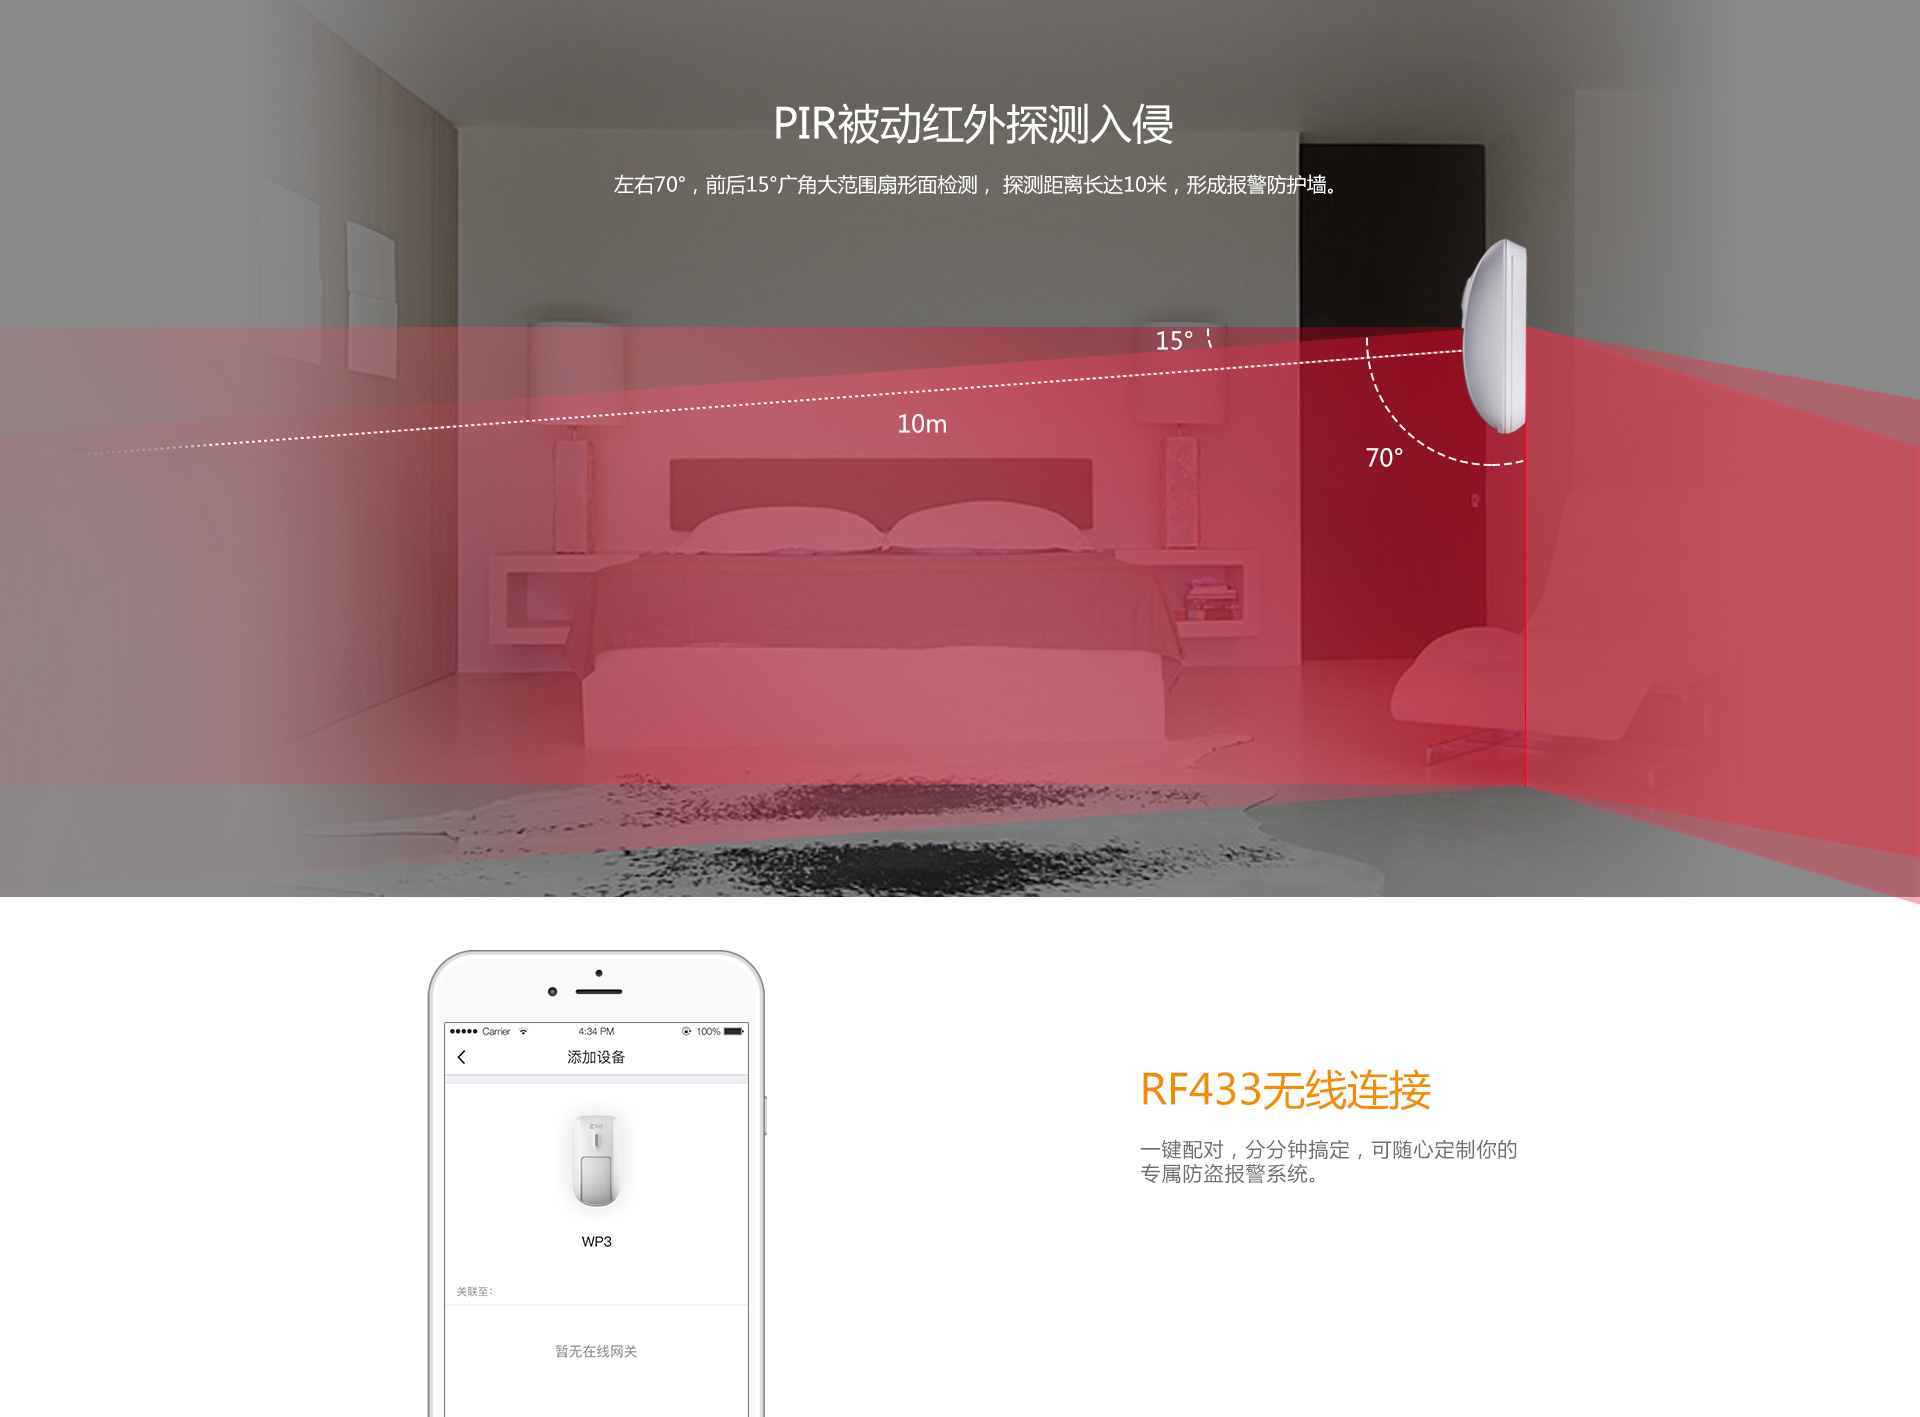 PIR被动红外探测入侵
左右70°，前后15°广角大范围扇形面检测， 探测距离长达10米，形成报警防护墙。
15°
10m
70°
Carrier 4:34 PM 100%
添加设备
WP3
关联至：
暂无在线网关
RF433无线连接
一键配对，分分钟搞定，可随心定制你的
专属防盗报警系统。